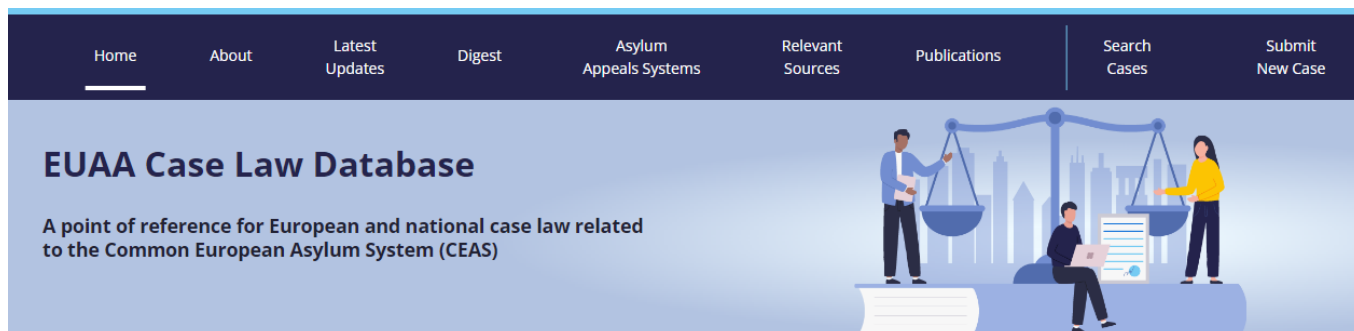 Home
About
Latest
Updates
Digest
Asylum
Appeals Systems
Relevant
Sources
Publications
Search
Cases
Submit
New Case
EUAA Case Law Database
A point of reference for European and national case law related
to the Common European Asylum System (CEAS)